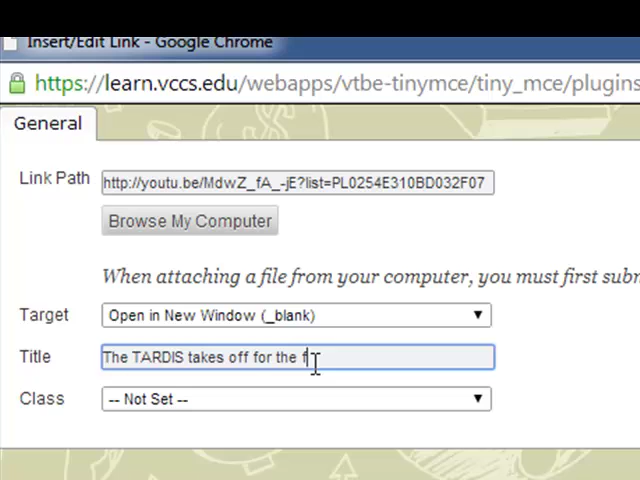 Insert/Edit Link - Google Chrome
https://learn.vccs.edu/webapps/vtbe-tinymce/tiny_mce/plugins
General
Link Path http://youtu.be/MdwZ_fA_-jE?list=PL0254E310BD032F07
Browse My Computer
When attaching a file from your computer, you must first subm
Target Open in New Window (_blank)
Title The TARDIS takes off for the f
Class -- Not Set --